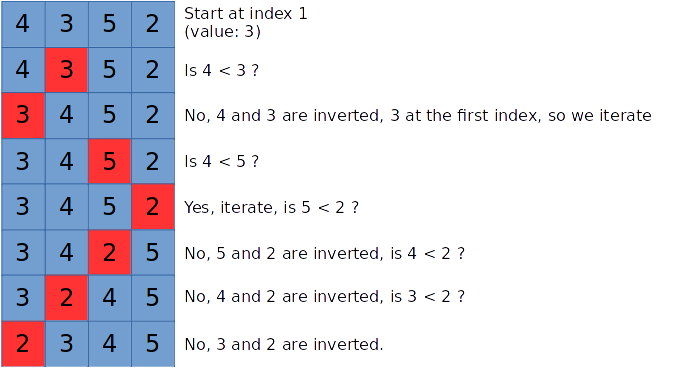 4 3 5 2 Start at index 1
(value: 3)
4 3 5 2 Is 4 < 3 ?
3 4 5 2 No, 4 and 3 are inverted, 3 at the first index, so we iterate
3 4 5 2 Is 4 < 5 ?
3 4 5 2 Yes, iterate, is 5 < 2 ?
3 4 2 5 No, 5 and 2 are inverted, is 4 < 2 ?
3 2 4 5 No, 4 and 2 are inverted, is 3 < 2 ?
2 3 4 5 No, 3 and 2 are inverted.